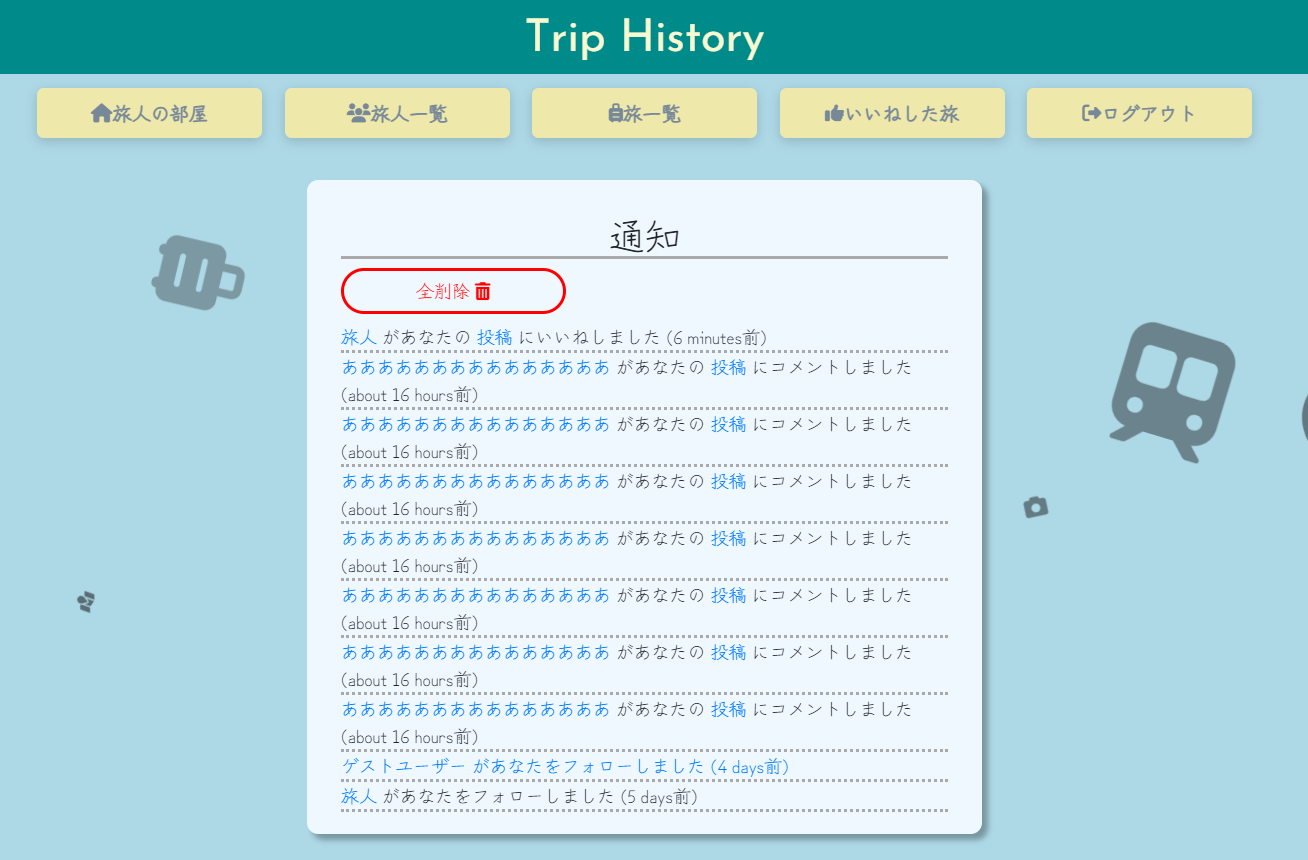 Trip History
旅人の部屋 旅人一覧 旅一覧 いいねした旅 ログアウト
通知
全削除
旅人 があなたの 投稿 にいいねしました (6 minutes前)
あああああああああああああああ があなたの 投稿 にコメントしました
(about 16 hours前)
あああああああああああああああ があなたの 投稿 にコメントしました
(about 16 hours前)
あああああああああああああああ があなたの 投稿 にコメントしました
(about 16 hours前)
あああああああああああああああ があなたの 投稿 にコメントしました
(about 16 hours前)
あああああああああああああああ があなたの 投稿 にコメントしました
(about 16 hours前)
あああああああああああああああ があなたの 投稿 にコメントしました
(about 16 hours前)
あああああああああああああああ があなたの 投稿 にコメントしました
(about 16 hours前)
ゲストユーザー があなたをフォローしました (4 days前)
旅人 があなたをフォローしました (5 days前)